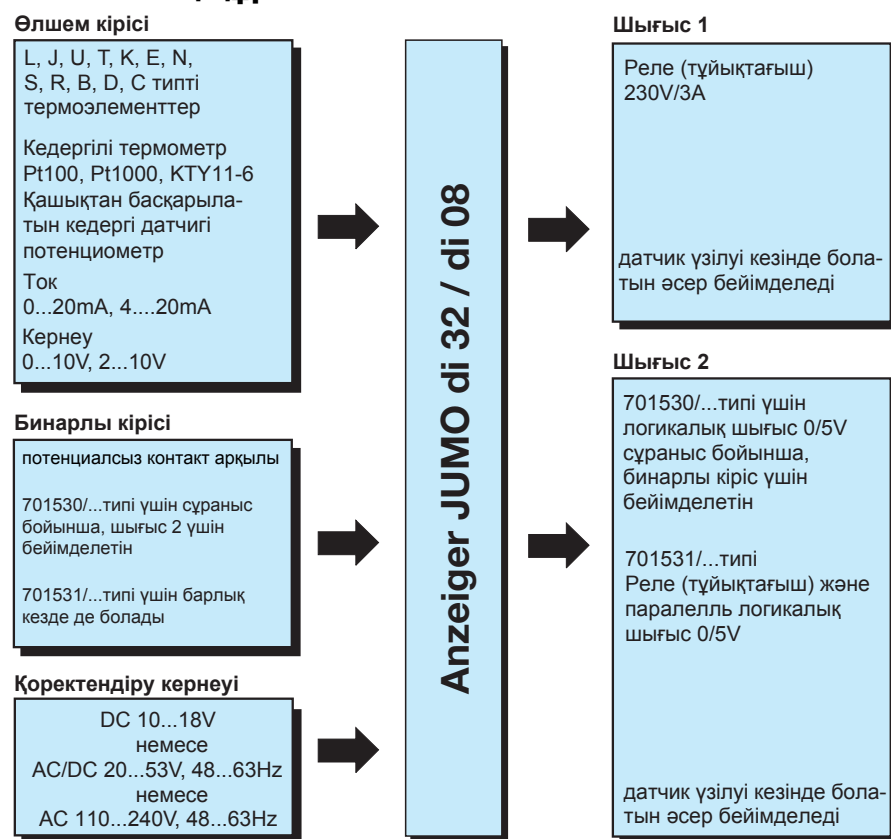 Өлшем кірісі
L, J, U, T, K, E, N,
S, R, B, D, C типті
термоэлементтер
Кедергілі термометр
Pt100, Pt1000, KTY11-6
Қашықтан басқарыла-
тын кедергі датчигі
потенциометр
Ток
0...20mA, 4....20mA
Кернеу
0...10V, 2...10V
Бинарлы кірісі
потенциалсыз контакт арқылы
701530/...типі үшін сұраныс
бойынша, шығыс 2 үшін
бейімделетін
701531/...типі үшін барлық
кезде де болады
Қоректендіру кернеуі
DC 10...18V
немесе
AC/DC 20...53V, 48...63Hz
немесе
AC 110...240V, 48...63Hz
Anzeiger JUMO di 32 / di 08
Шығыс 1
Реле (тұйықтағыш)
230V/3A
датчик үзілуі кезінде бола-
тын әсер бейімделеді
Шығыс 2
701530/...типі үшін
логикалық шығыс 0/5V
сұраныс бойынша,
бинарлы кіріс үшін
бейімделетін
701531/...типі
Реле (тұйықтағыш) және
паралелль логикалық
шығыс 0/5V
датчик үзілуі кезінде бола-
тын әсер бейімделеді